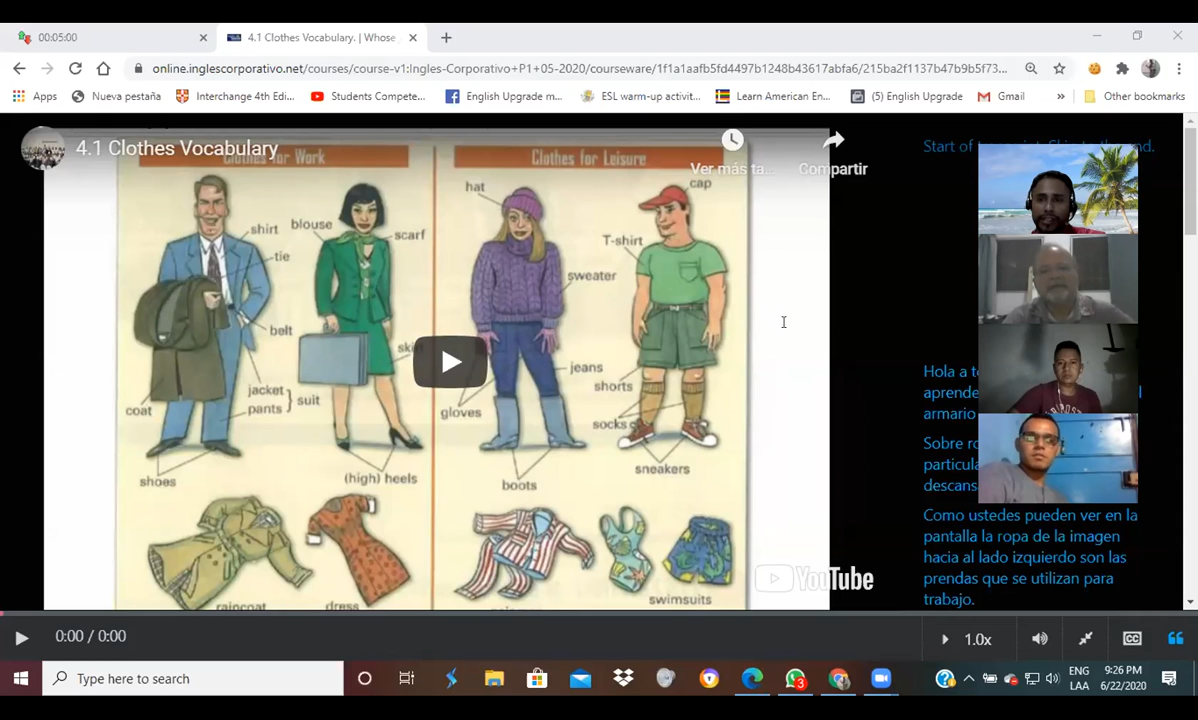 00:05:00
4.1 Clothes Vocabulary. | Whose
online.inglescorporativo.net/courses/course-v1:Ingles-Corporativo+P1+05-2020/courseware/1f1a1aafb5fd4497b1248b43617abfa6/215ba2f1137b47b9b5f73...
Apps
Nueva pestaña
Interchange 4th Edi...
Students Compete...
English Upgrade m...
ESL warm-up activit...
Learn American En...
(5) English Upgrade
Gmail
»
Other bookmarks
4.1 Clothes Vocabulary
Ver más ta...
Compartir
Clothes for Work
Clothes for Leisure
shirt
blouse
scarf
tie
belt
jacket
pants
suit
coat
shoes
(high) heels
hat
cap
T-shirt
sweater
jeans
shorts
gloves
socks
sneakers
boots
raincoat
dress
swimsuits
YouTube
Start of
end.
Hola a
aprende
armario
Sobre
particula
descans
Como ustedes pueden ver en la
pantalla la ropa de la imagen
hacia al lado izquierdo son las
prendas que se utilizan para
trabajo.
0:00 / 0:00
1.0x
CC
Type here to search
3
ENG
LAA
9:26 PM
6/22/2020